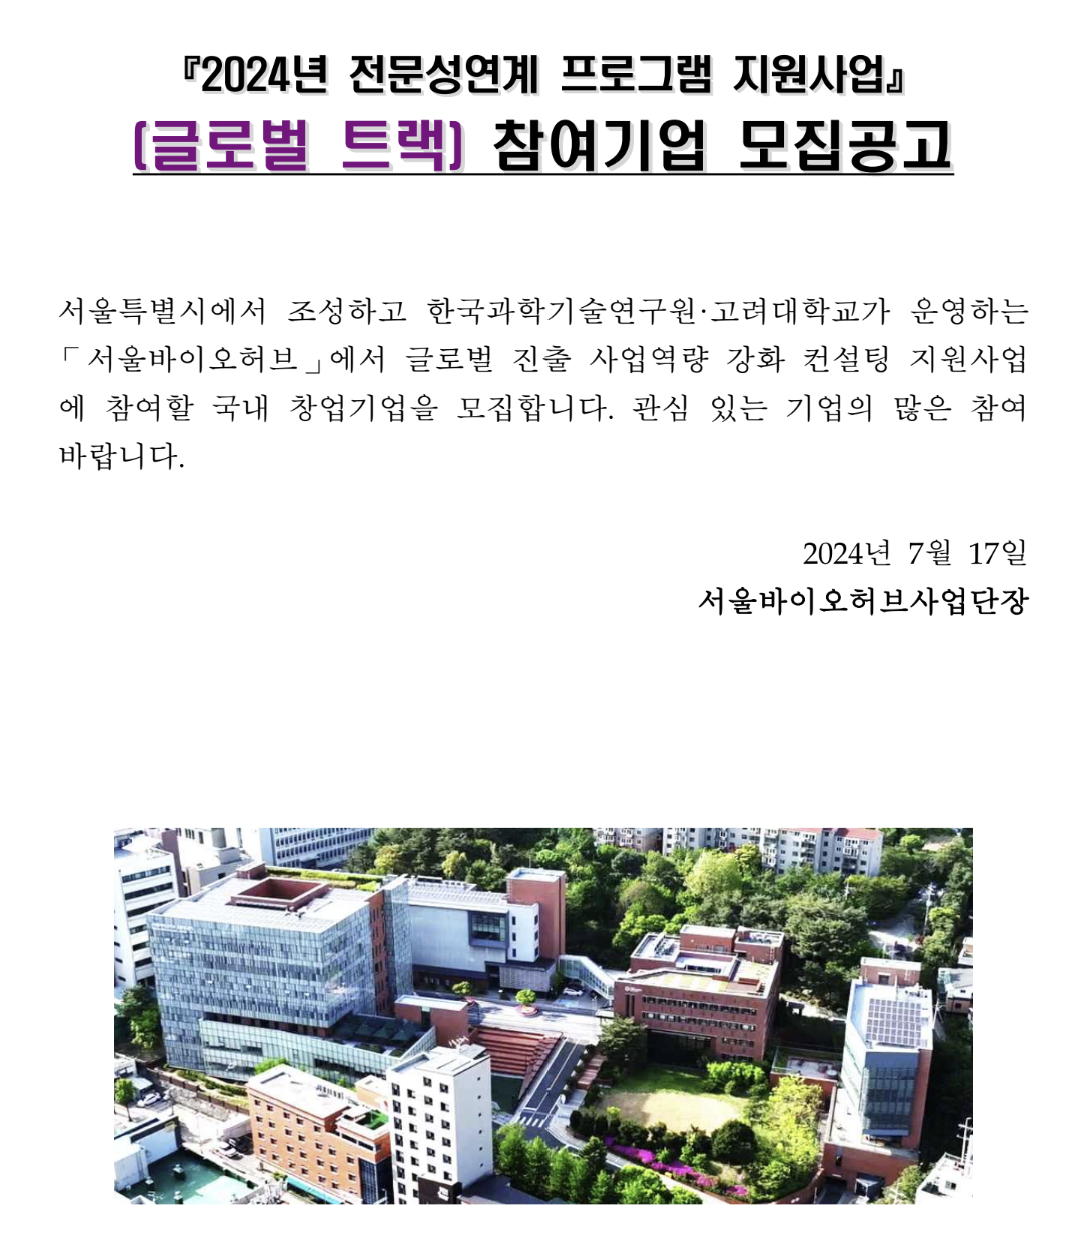 『2024년 전문성연계 프로그램 지원사업』
(글로벌 트랙) 참여기업 모집공고
서울특별시에서 조성하고 한국과학기술연구원·고려대학교가 운영하는
「서울바이오허브」에서 글로벌 진출 사업역량 강화 컨설팅 지원사업
에 참여할 국내 창업기업을 모집합니다. 관심 있는 기업의 많은 참여
바랍니다.
2024년 7월 17일
서울바이오허브사업단장